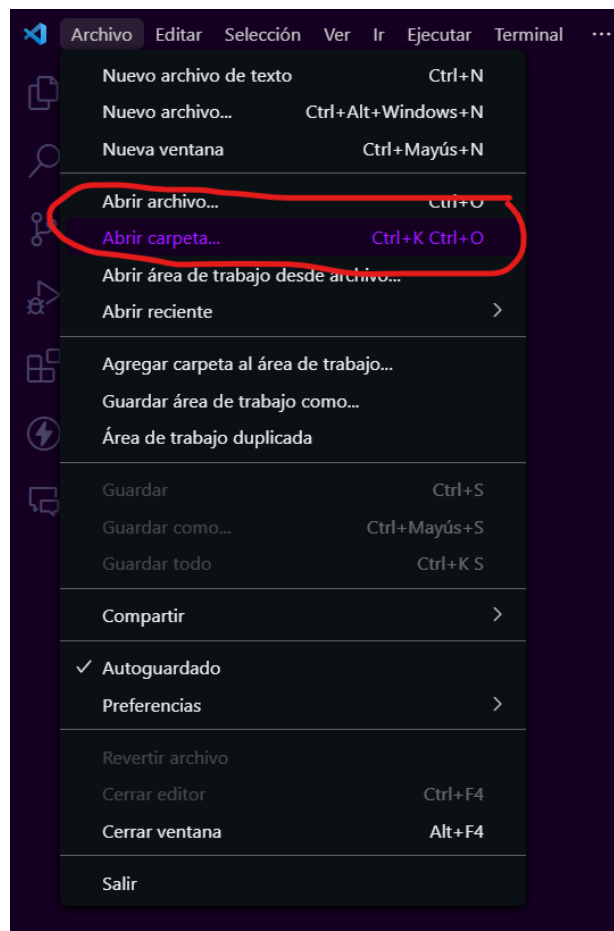 Archivo Editar Selección Ver Ir Ejecutar Terminal ...
Nuevo archivo de texto Ctrl+N
Nuevo archivo... Ctrl+Alt+Windows+N
Nueva ventana Ctrl+Mayús+N
Abrir archivo... Ctrl+O
Abrir carpeta... Ctrl+K Ctrl+O
Abrir área de trabajo desde archivo...
Abrir reciente
Agregar carpeta al área de trabajo...
Guardar área de trabajo como...
Área de trabajo duplicada
Guardar Ctrl+S
Guardar como... Ctrl+Mayús+S
Guardar todo Ctrl+K S
Compartir
Autoguardado
Preferencias
Revertir archivo
Cerrar editor Ctrl+F4
Cerrar ventana Alt+F4
Salir